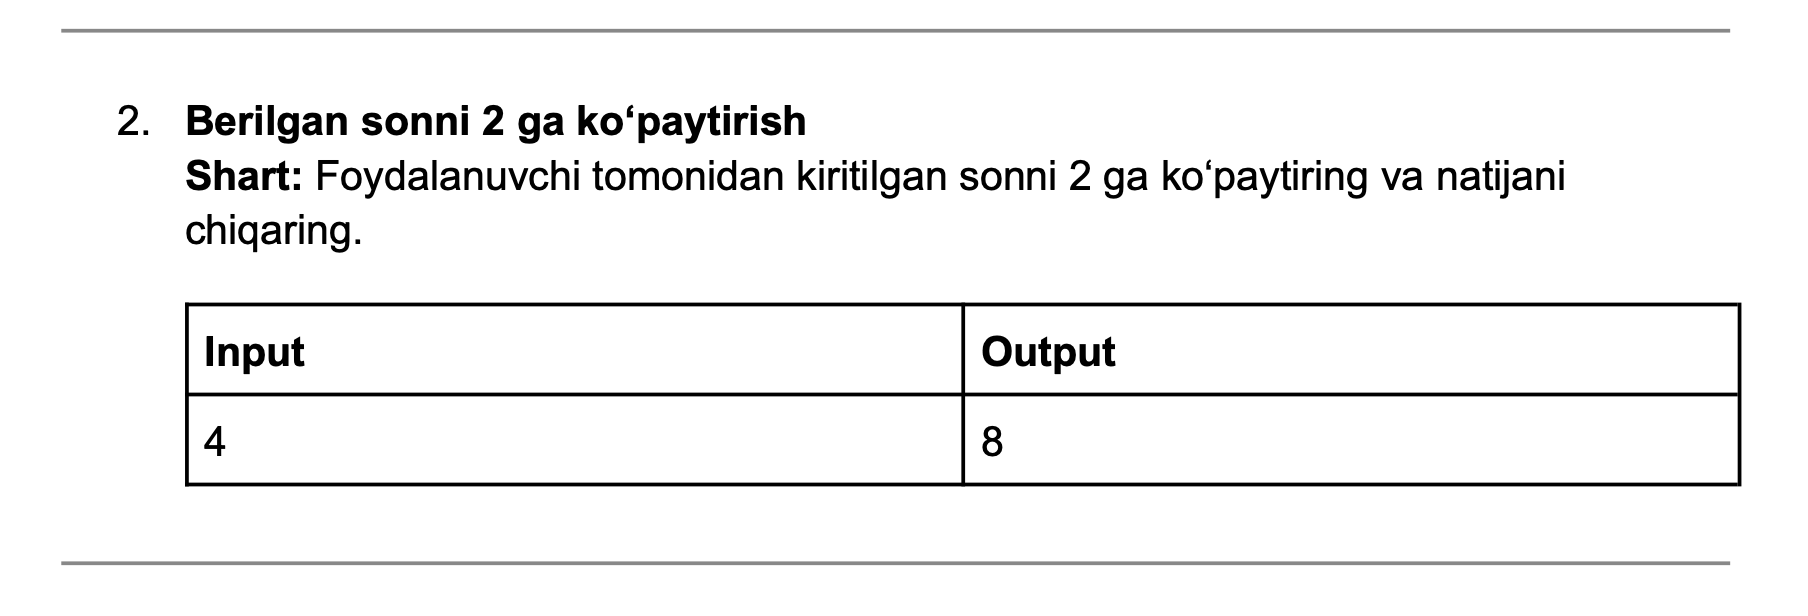 2. Berilgan sonni 2 ga ko‘paytirish
Shart: Foydalanuvchi tomonidan kiritilgan sonni 2 ga ko‘paytiring va natijani
chiqaring.
Input Output
4 8